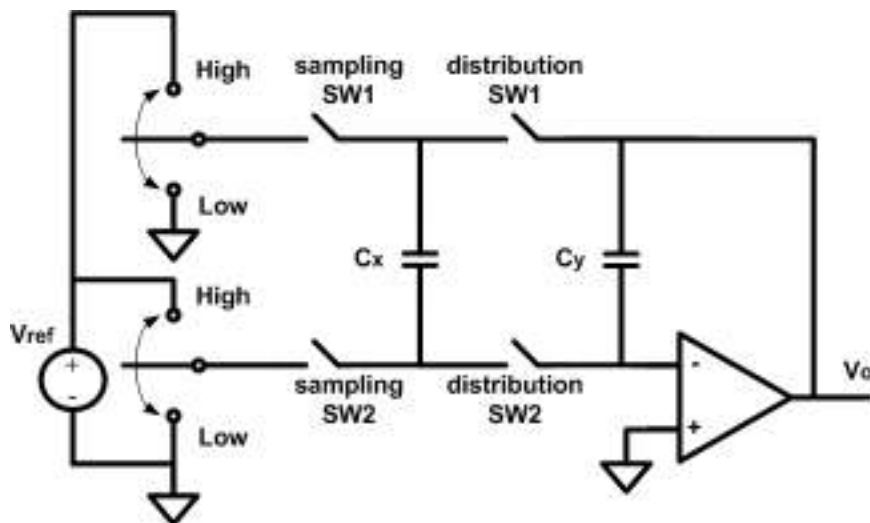 High
sampling
SW1
distribution
SW1
Low
Cx
Cy
High
Vref
+
-
sampling
SW2
distribution
SW2
Low
-
+
Vo